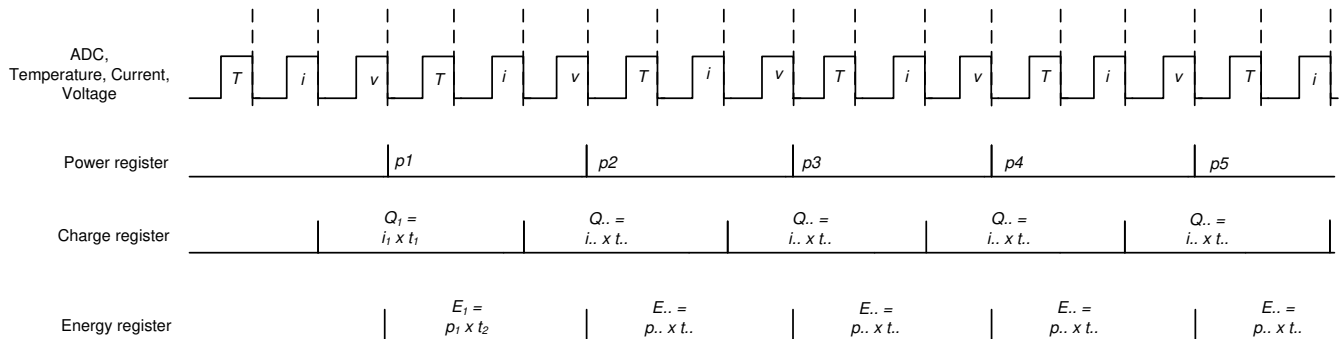 ADC,
Temperature, Current,
Voltage
T i v T i v T i v T i v T i v T i
Power register
p1 p2 p3 p4 p5
Charge register
Q₁ = Q.. = Q.. = Q.. = Q.. =
i₁ x t₁ i.. x t.. i.. x t.. i.. x t.. i.. x t..
Energy register
E₁ = E.. = E.. = E.. = E.. =
p₁ x t₂ p.. x t.. p.. x t.. p.. x t.. p.. x t..